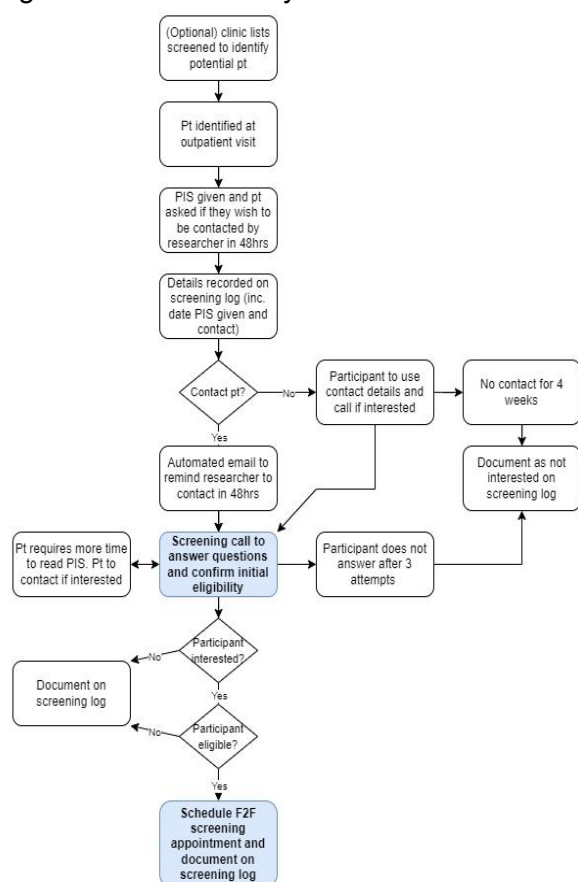 (Optional) clinic lists
screened to identify
potential pt
Pt identified at
outpatient visit
PIS given and pt
asked if they wish to
be contacted by
researcher in 48hrs
Details recorded on
screening log (inc.
date PIS given and
contact)
Contact pt?
No
Participant to use
contact details and
call if interested
No contact for 4
weeks
Yes
Automated email to
remind researcher to
contact in 48hrs
Document as not
interested on
screening log
Pt requires more time
to read PIS. Pt to
contact if interested
Screening call to
answer questions
and confirm initial
eligibility
Participant does not
answer after 3
attempts
Participant
interested?
No
Document on
screening log
Yes
Participant
eligible?
No
Yes
Schedule F2F
screening
appointment and
document on
screening log